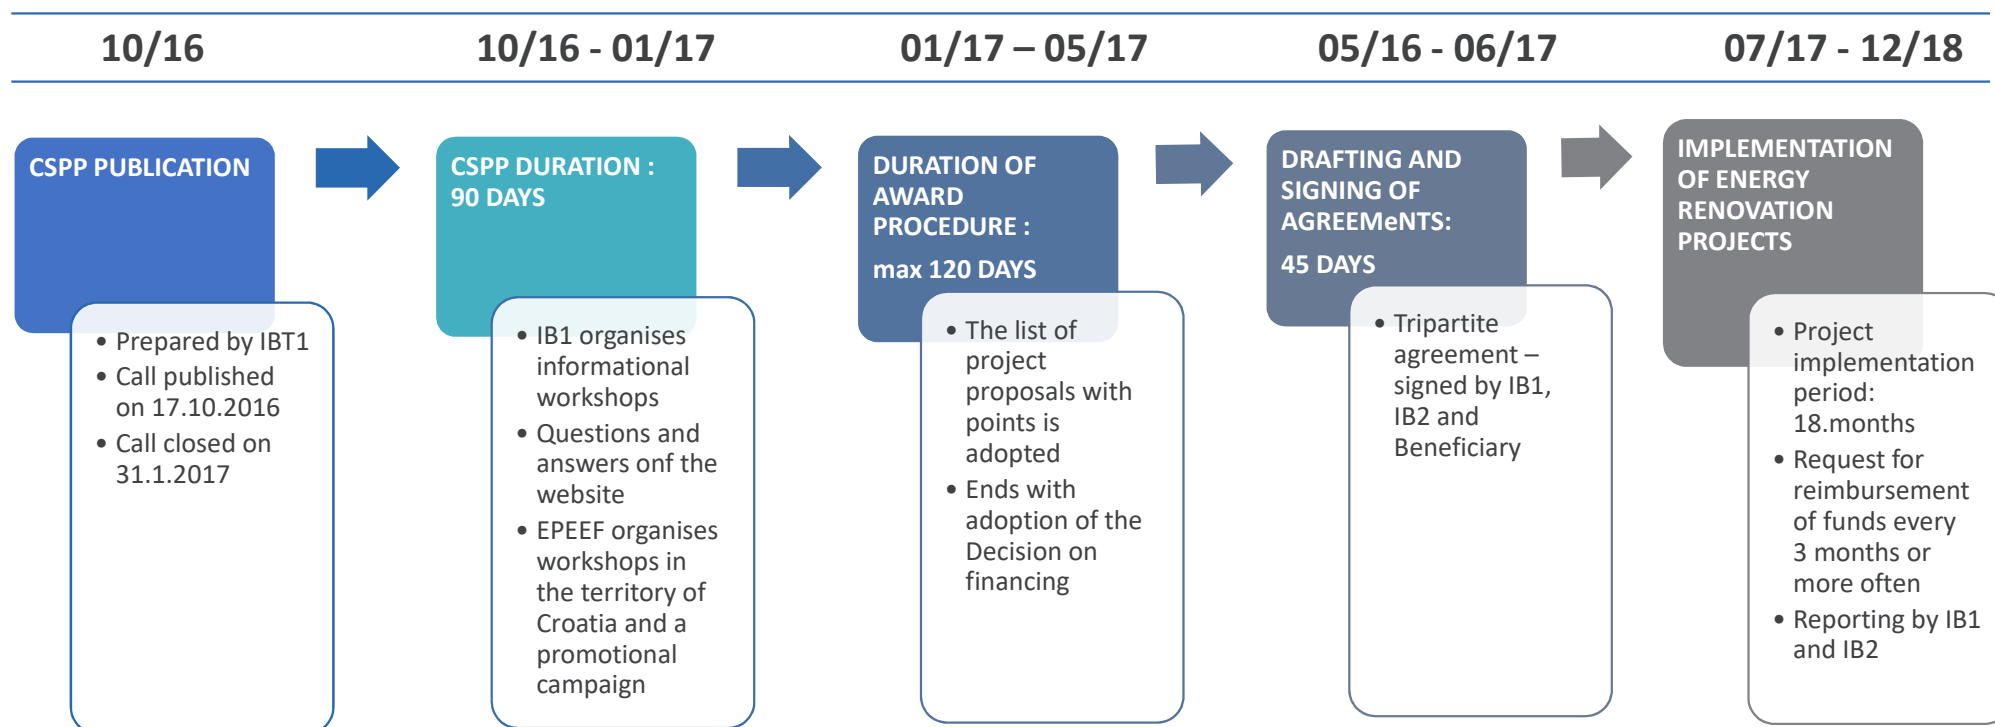 10/16
10/16 - 01/17
01/17 – 05/17
05/16 - 06/17
07/17 - 12/18
CSPP PUBLICATION
• Prepared by IBT1
• Call published
on 17.10.2016
• Call closed on
31.1.2017
CSPP DURATION :
90 DAYS
• IB1 organises
informational
workshops
• Questions and
answers onf the
website
• EPEEF organises
workshops in
the territory of
Croatia and a
promotional
campaign
DURATION OF
AWARD
PROCEDURE :
max 120 DAYS
• The list of
project
proposals with
points is
adopted
• Ends with
adoption of the
Decision on
financing
DRAFTING AND
SIGNING OF
AGREEMeNTS:
45 DAYS
• Tripartite
agreement –
signed by IB1,
IB2 and
Beneficiary
IMPLEMENTATION
OF ENERGY
RENOVATION
PROJECTS
• Project
implementation
period:
18.months
• Request for
reimbursement
of funds every
3 months or
more often
• Reporting by IB1
and IB2